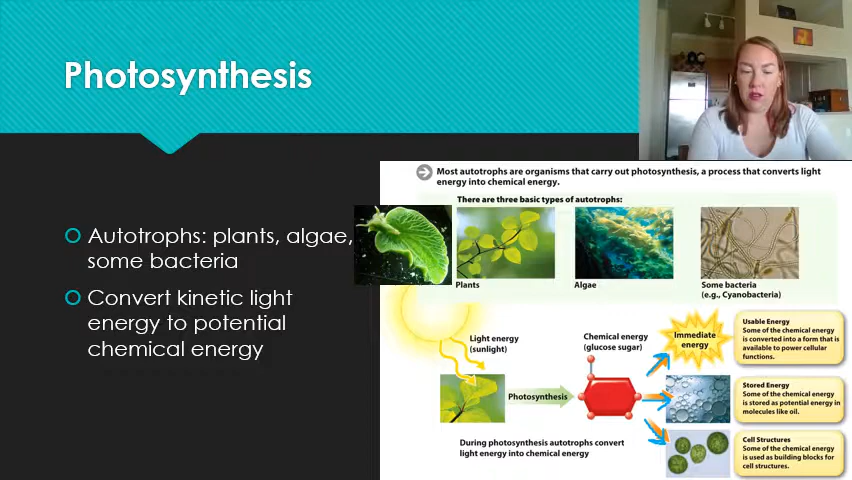 Photosynthesis
Autotrophs: plants, algae,
some bacteria
Convert kinetic light
energy to potential
chemical energy
Most autotrophs are organisms that carry out photosynthesis, a process that converts light
energy into chemical energy.
There are three basic types of autotrophs:
Plants
Algae
Some bacteria
(e.g., Cyanobacteria)
Light energy
(sunlight)
Photosynthesis
Chemical energy
(glucose sugar)
Immediate
energy
Usable Energy
Some of the chemical energy
is converted into a form that is
available to power cellular
functions.
Stored Energy
Some of the chemical energy
is stored as potential energy in
molecules like oil.
Cell Structures
Some of the chemical energy
is used as building blocks for
cell structures.
During photosynthesis autotrophs convert
light energy into chemical energy